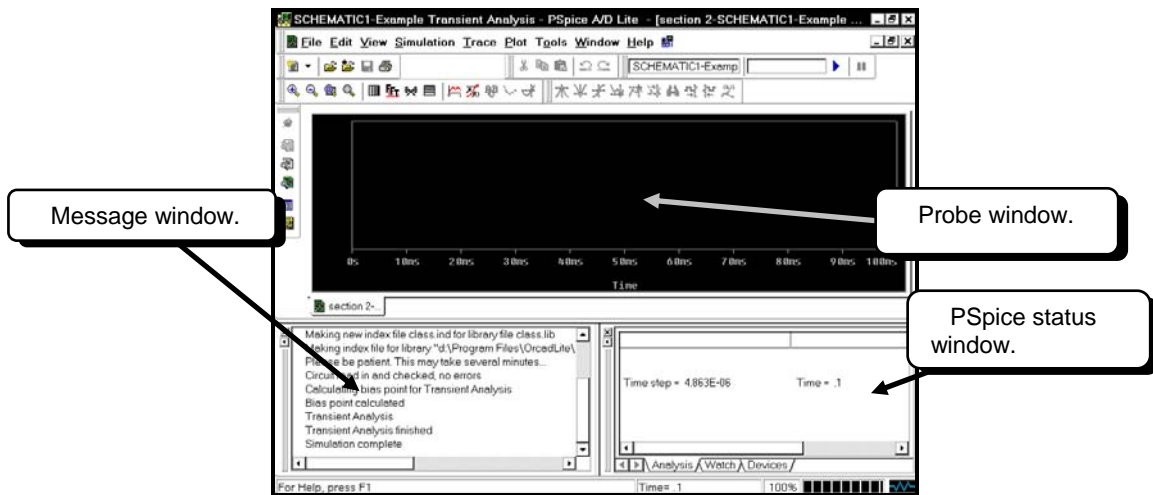 SCHEMATIC1-Example Transient Analysis - PSpice A/D Lite - [section 2-SCHEMATIC1-Example ...
File Edit View Simulation Trace Plot Tools Window Help
SCHEMATIC1-Examp
Message window.
Probe window.
0s 10ms 20ms 30ms 40ms 50ms 60ms 70ms 80ms 90ms 100ms
Time
section 2-...
PSpice status
window.
Making new index file class.ind for library file class.lib
Making index file for library "d:\Program Files\OrcadLite\
Please be patient. This may take several minutes...
Circuit read in and checked, no errors
Calculating bias point for Transient Analysis
Bias point calculated
Transient Analysis
Transient Analysis finished
Simulation complete
Time step = 4.863E-06 Time = .1
Analysis Watch Devices
For Help, press F1 Time= .1 100%